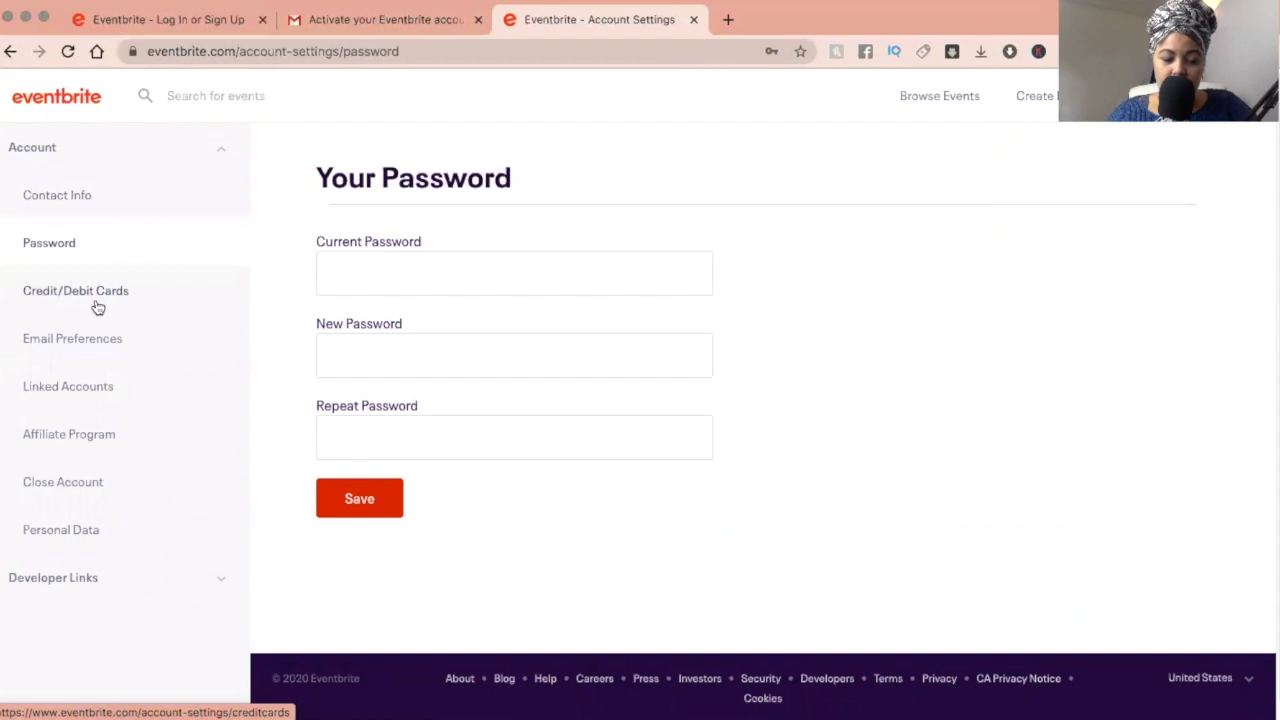 Eventbrite - Log In or Sign Up
Activate your Eventbrite accou
Eventbrite - Account Settings
eventbrite.com/account-settings/password
eventbrite
Search for events
Browse Events
Create
Account
Contact Info
Password
Credit/Debit Cards
Email Preferences
Linked Accounts
Affiliate Program
Close Account
Personal Data
Developer Links
Your Password
Current Password
New Password
Repeat Password
Save
© 2020 Eventbrite
About • Blog • Help • Careers • Press • Investors • Security • Developers • Terms • Privacy • CA Privacy Notice •
Cookies
United States
https://www.eventbrite.com/account-settings/creditcards